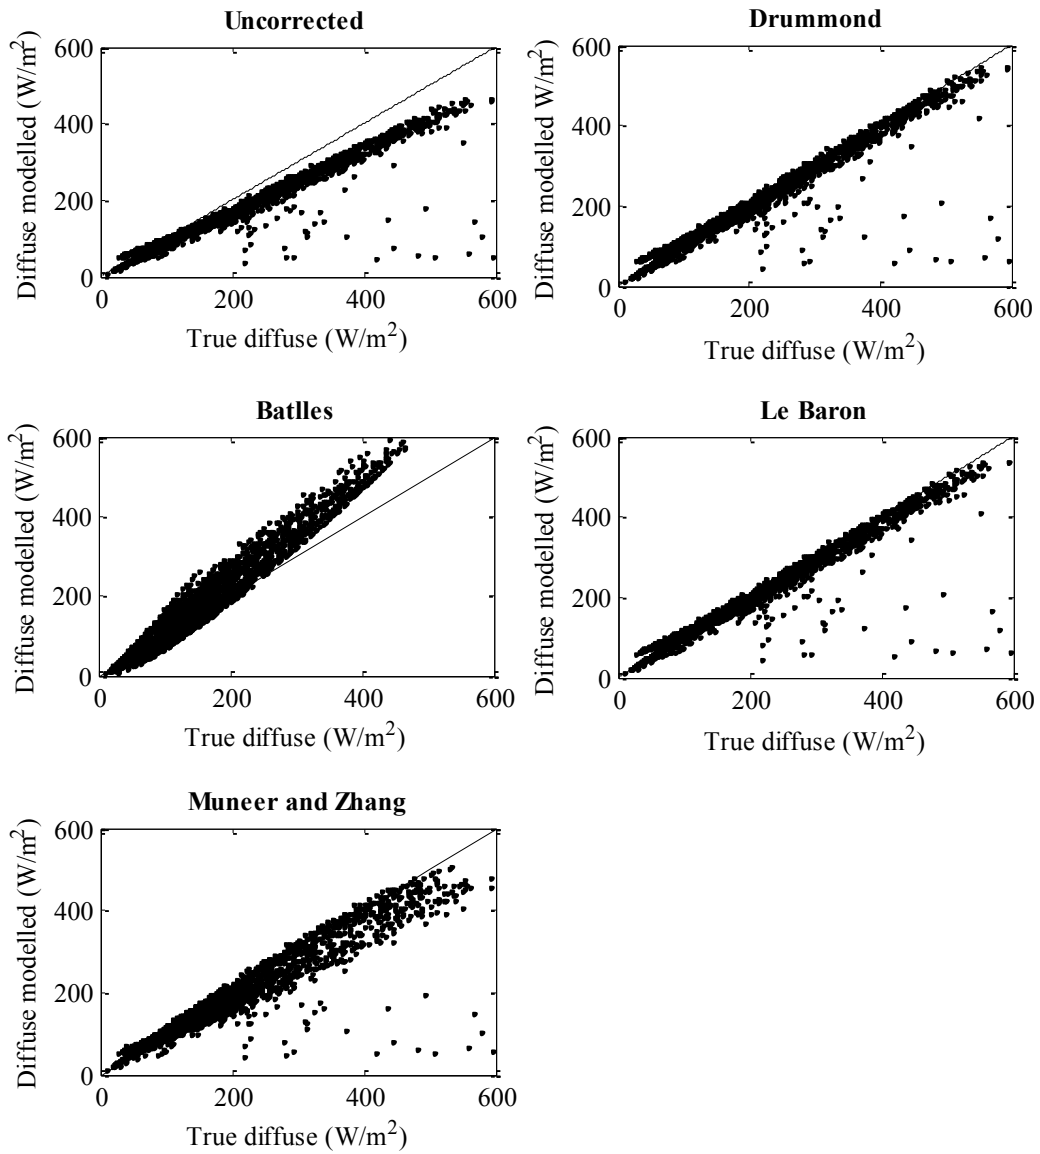 Uncorrected
Diffuse modelled (W/m²)
600
400
200
0
0 200 400 600
True diffuse (W/m²)
Drummond
Diffuse modelled W/m²)
600
400
200
0
0 200 400 600
True diffuse (W/m²)
Batlles
Diffuse modelled (W/m²)
600
400
200
0
0 200 400 600
True diffuse (W/m²)
Le Baron
Diffuse modelled (W/m²)
600
400
200
0
0 200 400 600
True diffuse (W/m²)
Muneer and Zhang
Diffuse modelled (W/m²)
600
400
200
0
0 200 400 600
True diffuse (W/m²)